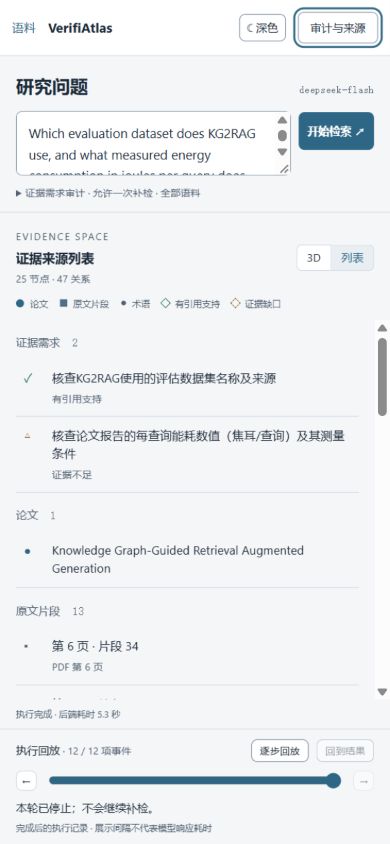 语料 VerifiAtlas ☾深色 审计与来源
研究问题 deepseek-flash
Which evaluation dataset does KG2RAG
use, and what measured energy
consumption in joules per query does
开始检索 ↗
▶ 证据需求审计 · 允许一次补检 · 全部语料
EVIDENCE SPACE
证据来源列表
3D 列表
25 节点 · 47 关系
论文 原文片段 术语 有引用支持 证据缺口
证据需求 2
✓ 核查KG2RAG使用的评估数据集名称及来源
有引用支持
核查论文报告的每查询能耗数值（焦耳/查询）及其测量
条件
证据不足
论文 1
Knowledge Graph-Guided Retrieval Augmented
Generation
原文片段 13
第 6 页 · 片段 34
PDF 第 6 页
执行完成 · 后端耗时 5.3 秒
执行回放 · 12 / 12 项事件 逐步回放 回到结果
← →
本轮已停止；不会继续补检。
完成后的执行记录 · 展示间隔不代表模型响应耗时